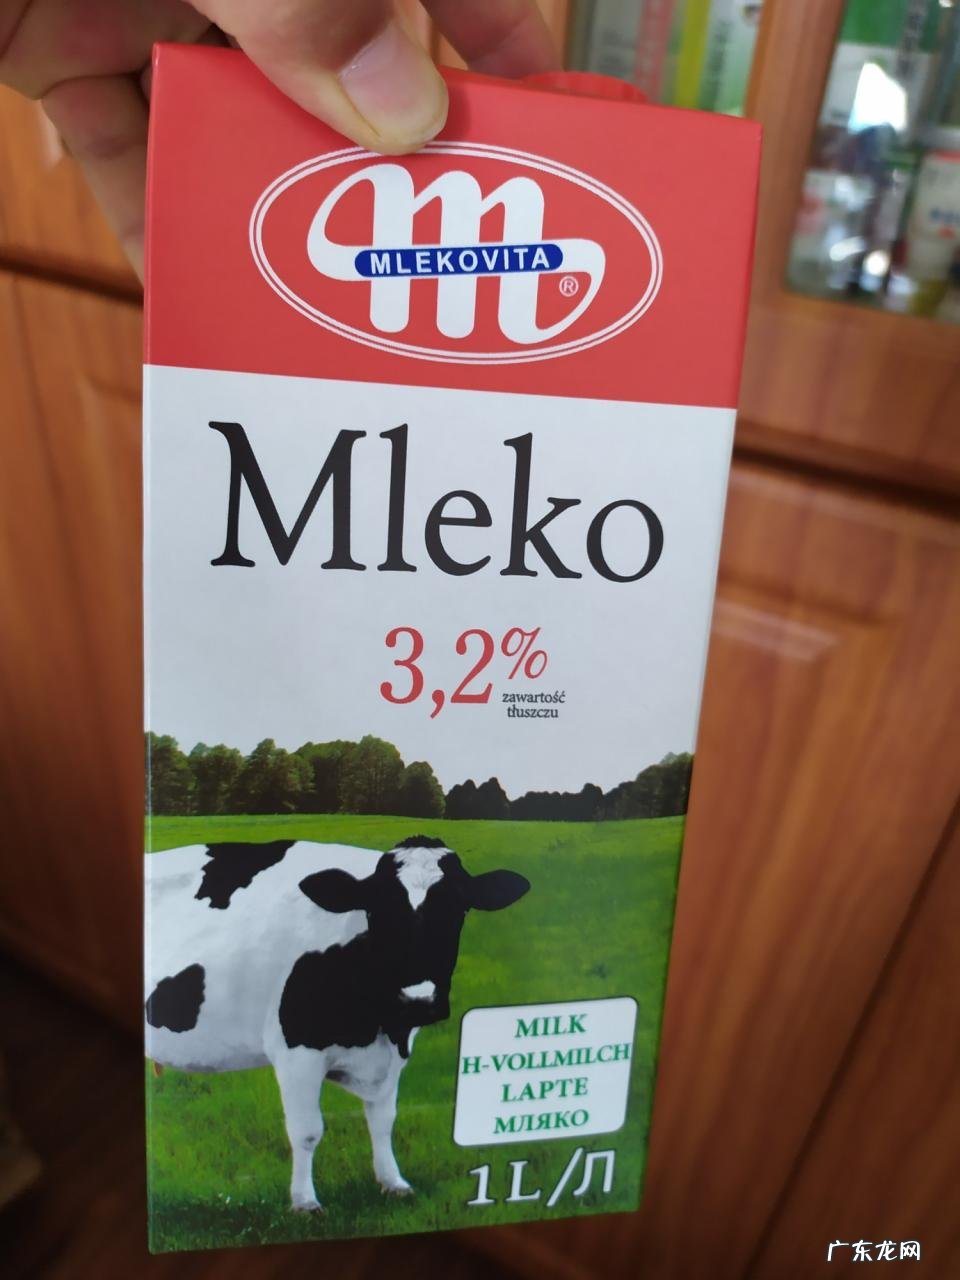 MLEKOVITA
®
Mleko
3,2%
zawartość
tłuszczu
MILK
H-VOLLMILCH
LAPTE
МЛЯКО
1L/Л
广东龙网